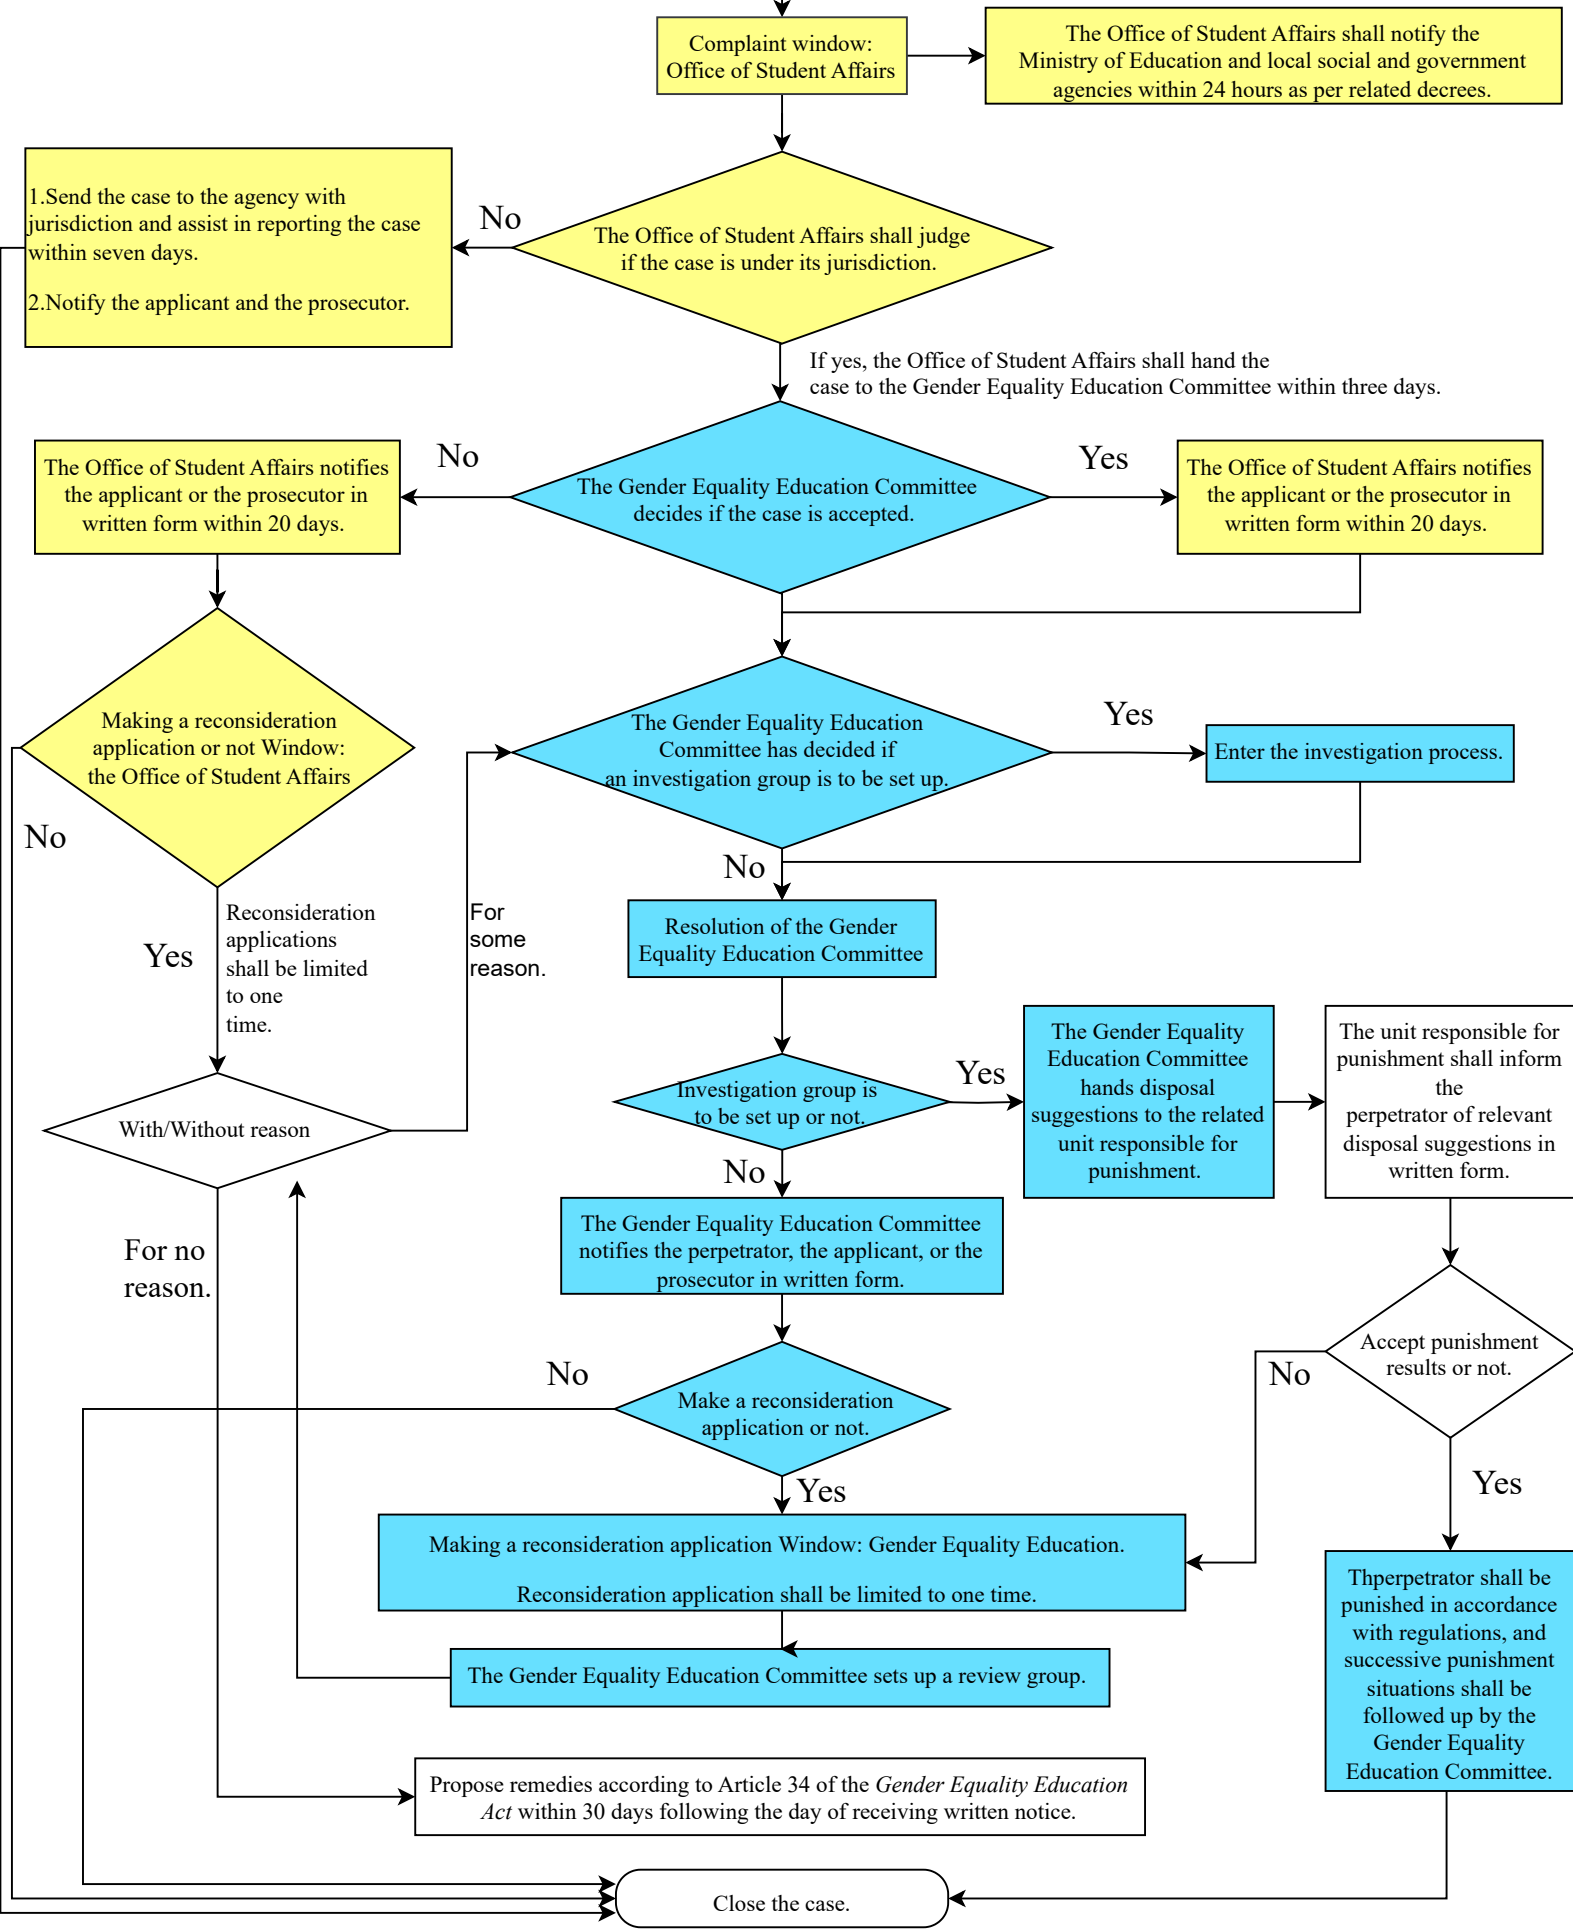 Complaint window:
Office of Student Affairs
The Office of Student Affairs shall notify the
Ministry of Education and local social and government
agencies within 24 hours as per related decrees.
1.Send the case to the agency with
jurisdiction and assist in reporting the case
within seven days.
2.Notify the applicant and the prosecutor.
No
The Office of Student Affairs shall judge
if the case is under its jurisdiction.
If yes, the Office of Student Affairs shall hand the
case to the Gender Equality Education Committee within three days.
The Office of Student Affairs notifies
the applicant or the prosecutor in
written form within 20 days.
No
The Gender Equality Education Committee
decides if the case is accepted.
Yes
The Office of Student Affairs notifies
the applicant or the prosecutor in
written form within 20 days.
Making a reconsideration
application or not Window:
the Office of Student Affairs
No
The Gender Equality Education
Committee has decided if
an investigation group is to be set up.
Yes
Enter the investigation process.
No
Yes
Reconsideration
applications
shall be limited
to one
time.
For
some
reason.
Resolution of the Gender
Equality Education Committee
With/Without reason
Investigation group is
to be set up or not.
Yes
The Gender Equality
Education Committee
hands disposal
suggestions to the related
unit responsible for
punishment.
The unit responsible for
punishment shall inform
the
perpetrator of relevant
disposal suggestions in
written form.
No
For no
reason.
The Gender Equality Education Committee
notifies the perpetrator, the applicant, or the
prosecutor in written form.
Accept punishment
results or not.
No
No
Make a reconsideration
application or not.
Yes
Yes
Making a reconsideration application Window: Gender Equality Education.
Reconsideration application shall be limited to one time.
The Gender Equality Education Committee sets up a review group.
Thperpetrator shall be
punished in accordance
with regulations, and
successive punishment
situations shall be
followed up by the
Gender Equality
Education Committee.
Propose remedies according to Article 34 of the Gender Equality Education
Act within 30 days following the day of receiving written notice.
Close the case.